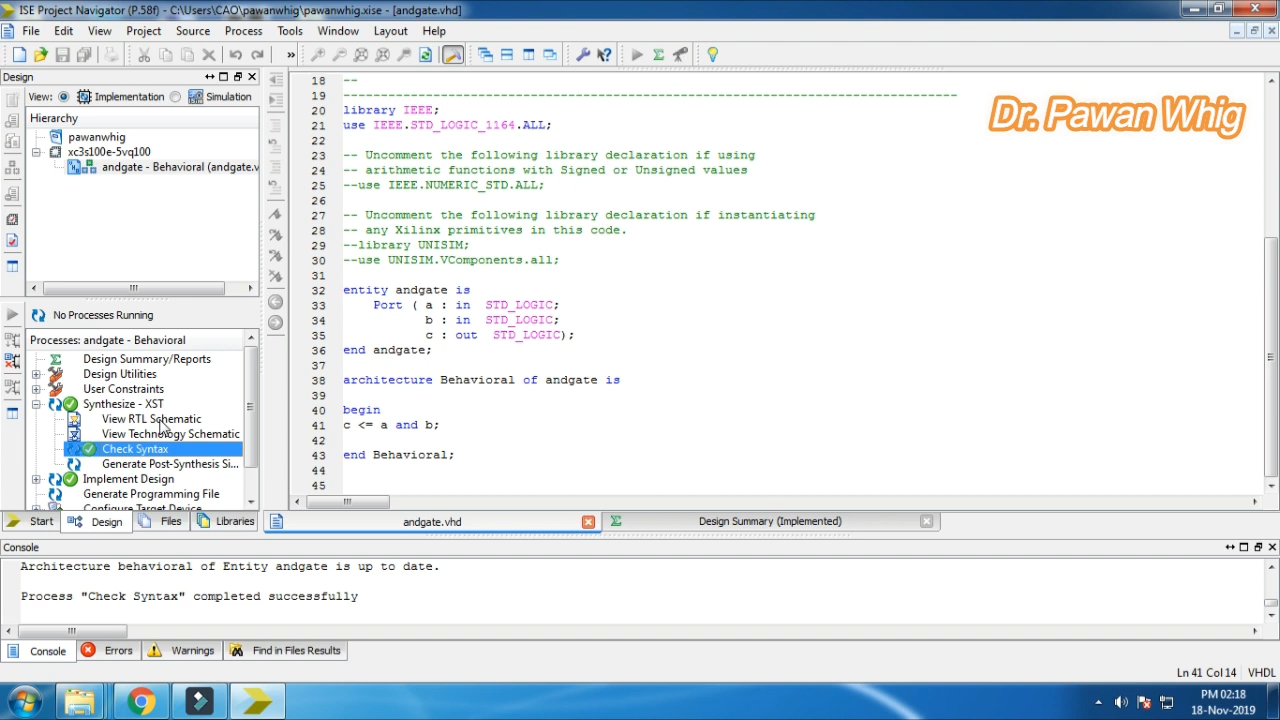 ISE Project Navigator (P.58f) - C:\Users\CAO\pawanwhig\pawanwhig.xise - [andgate.vhd]
File Edit View Project Source Process Tools Window Layout Help
Design
View: Implementation Simulation
Hierarchy
pawanwhig
xc3s100e-5vq100
andgate - Behavioral (andgate.v
No Processes Running
Processes: andgate - Behavioral
Design Summary/Reports
Design Utilities
User Constraints
Synthesize - XST
View RTL Schematic
View Technology Schematic
Check Syntax
Generate Post-Synthesis Si...
Implement Design
Generate Programming File
Configure Target Device
Start Design Files Libraries
18 --
19 ----------------------------------------------------------------------------------
20 library IEEE;
21 use IEEE.STD_LOGIC_1164.ALL;
22
23 -- Uncomment the following library declaration if using
24 -- arithmetic functions with Signed or Unsigned values
25 --use IEEE.NUMERIC_STD.ALL;
26
27 -- Uncomment the following library declaration if instantiating
28 -- any Xilinx primitives in this code.
29 --library UNISIM;
30 --use UNISIM.VComponents.all;
31
32 entity andgate is
33 Port ( a : in STD_LOGIC;
34 b : in STD_LOGIC;
35 c : out STD_LOGIC);
36 end andgate;
37
38 architecture Behavioral of andgate is
39
40 begin
41 c <= a and b;
42
43 end Behavioral;
44
45
Dr. Pawan Whig
andgate.vhd Design Summary (Implemented)
Console
Architecture behavioral of Entity andgate is up to date.
Process "Check Syntax" completed successfully
Console Errors Warnings Find in Files Results
Ln 41 Col 14 VHDL
PM 02:18
18-Nov-2019